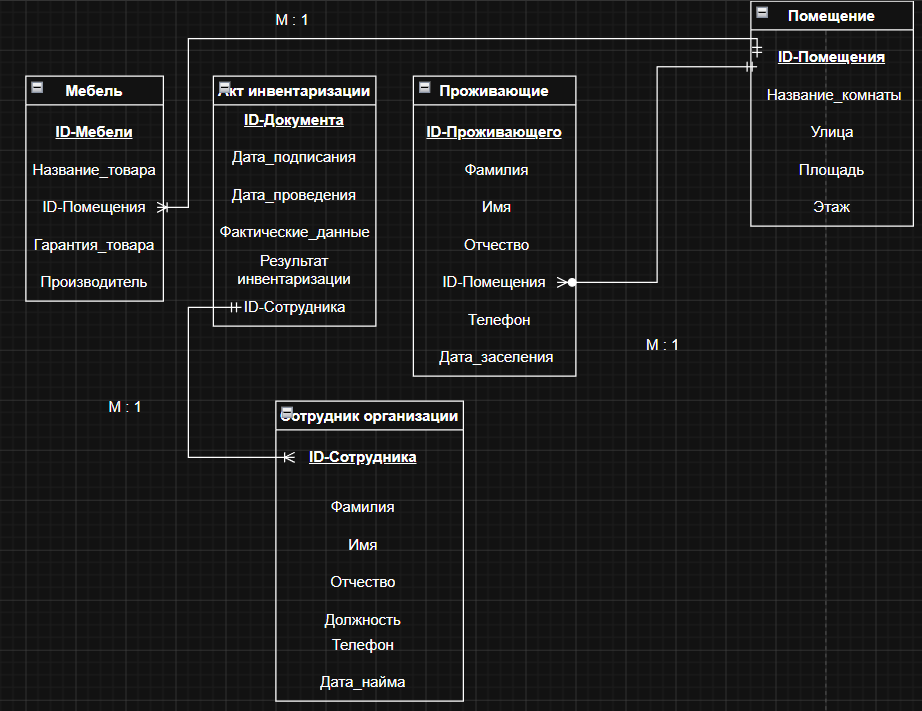 M : 1
Помещение
ID-Помещения
Название_комнаты
Улица
Площадь
Этаж
Мебель
ID-Мебели
Название_товара
ID-Помещения
Гарантия_товара
Производитель
Акт инвентаризации
ID-Документа
Дата_подписания
Дата_проведения
Фактические_данные
Результат
инвентаризации
ID-Сотрудника
Проживающие
ID-Проживающего
Фамилия
Имя
Отчество
ID-Помещения
Телефон
Дата_заселения
M : 1
M : 1
Сотрудник организации
ID-Сотрудника
Фамилия
Имя
Отчество
Должность
Телефон
Дата_найма